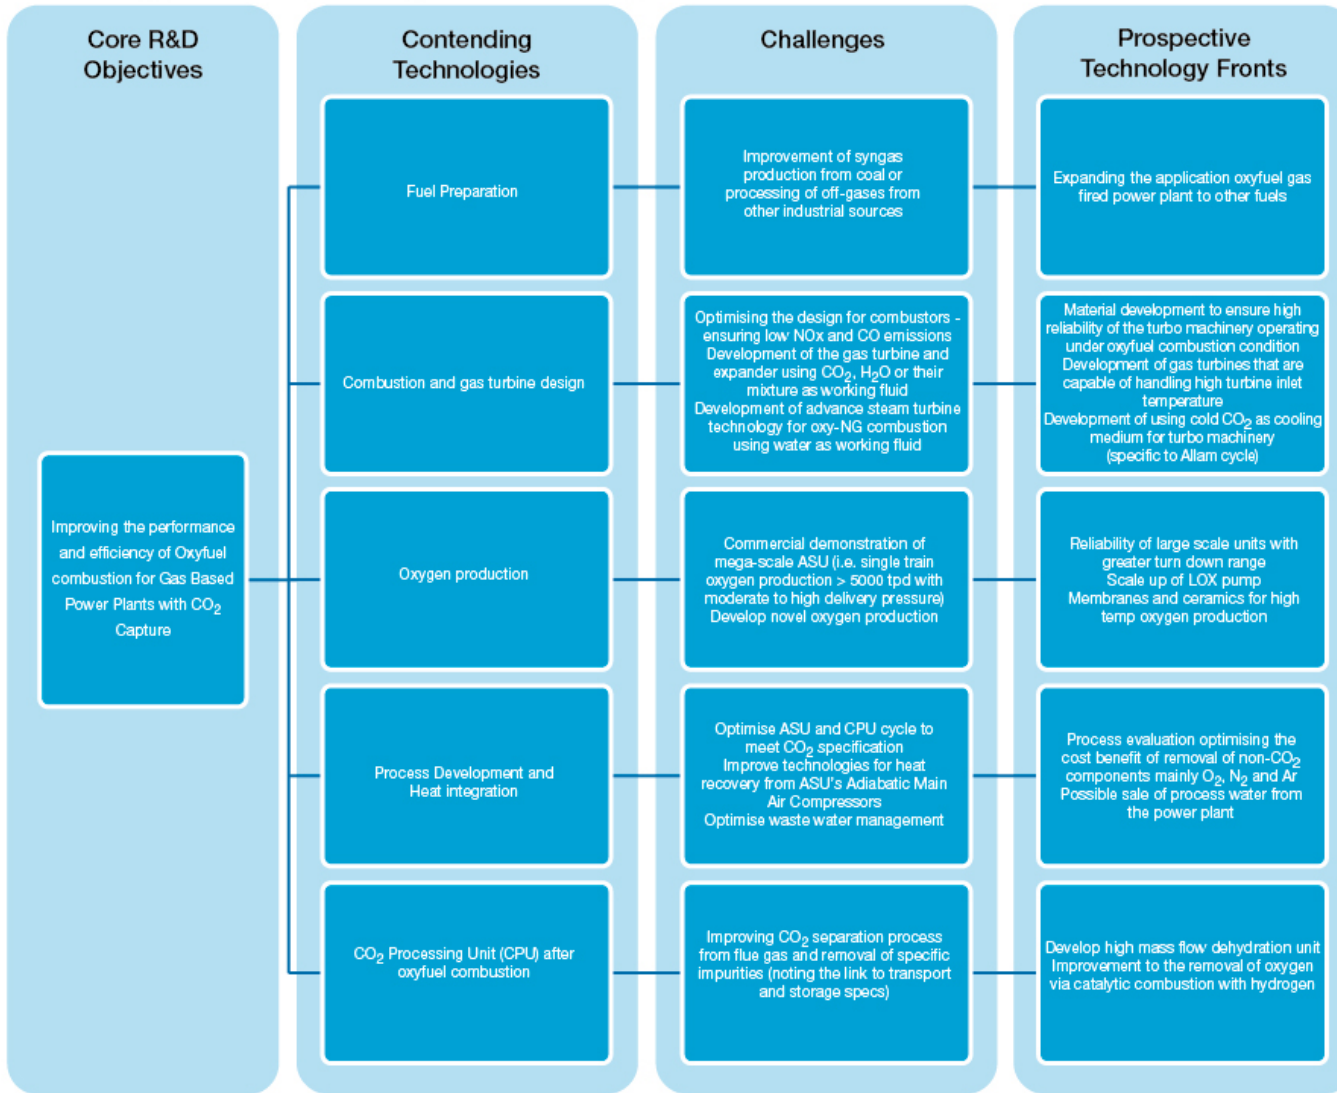 Core R&D
Objectives
Contending
Technologies
Challenges
Prospective
Technology Fronts
Improving the performance
and efficiency of Oxyfuel
combustion for Gas Based
Power Plants with CO₂
Capture
Fuel Preparation
Improvement of syngas
production from coal or
processing of off-gases from
other industrial sources
Expanding the application oxyfuel gas
fired power plant to other fuels
Combustion and gas turbine design
Optimising the design for combustors -
ensuring low NOx and CO emissions
Development of the gas turbine and
expander using CO₂, H₂O or their
mixture as working fluid
Development of advance steam turbine
technology for oxy-NG combustion
using water as working fluid
Material development to ensure high
reliability of the turbo machinery operating
under oxyfuel combustion condition
Development of gas turbines that are
capable of handling high turbine inlet
temperature
Development of using cold CO₂ as cooling
medium for turbo machinery
(specific to Allam cycle)
Oxygen production
Commercial demonstration of
mega-scale ASU (i.e. single train
oxygen production > 5000 tpd with
moderate to high delivery pressure)
Develop novel oxygen production
Reliability of large scale units with
greater turn down range
Scale up of LOX pump
Membranes and ceramics for high
temp oxygen production
Process Development and
Heat integration
Optimise ASU and CPU cycle to
meet CO₂ specification
Improve technologies for heat
recovery from ASU's Adiabatic Main
Air Compressors
Optimise waste water management
Process evaluation optimising the
cost benefit of removal of non-CO₂
components mainly O₂, N₂ and Ar
Possible sale of process water from
the power plant
CO₂ Processing Unit (CPU) after
oxyfuel combustion
Improving CO₂ separation process
from flue gas and removal of specific
impurities (noting the link to transport
and storage specs)
Develop high mass flow dehydration unit
Improvement to the removal of oxygen
via catalytic combustion with hydrogen